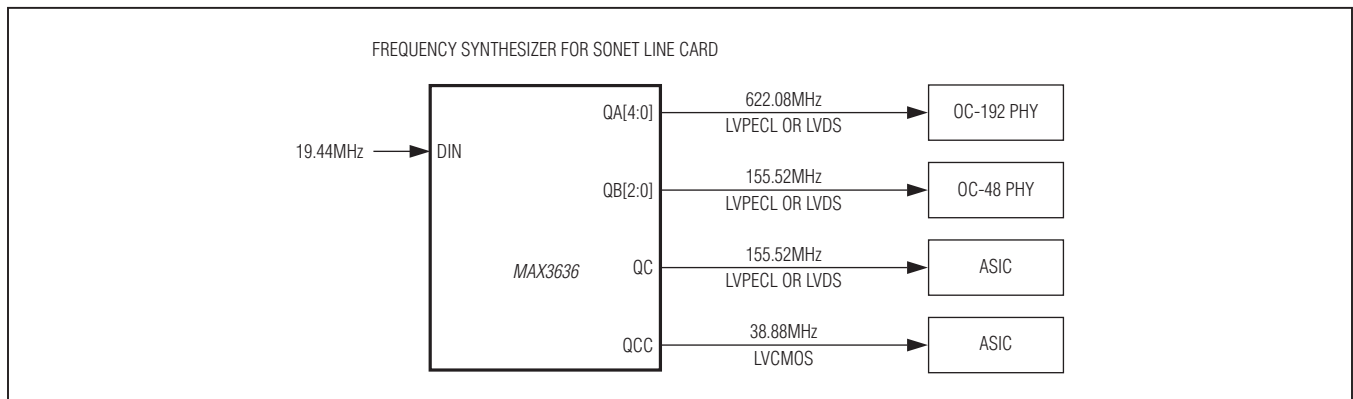 FREQUENCY SYNTHESIZER FOR SONET LINE CARD
19.44MHz
DIN
MAX3636
QA[4:0]
622.08MHz
LVPECL OR LVDS
OC-192 PHY
QB[2:0]
155.52MHz
LVPECL OR LVDS
OC-48 PHY
QC
155.52MHz
LVPECL OR LVDS
ASIC
QCC
38.88MHz
LVCMOS
ASIC